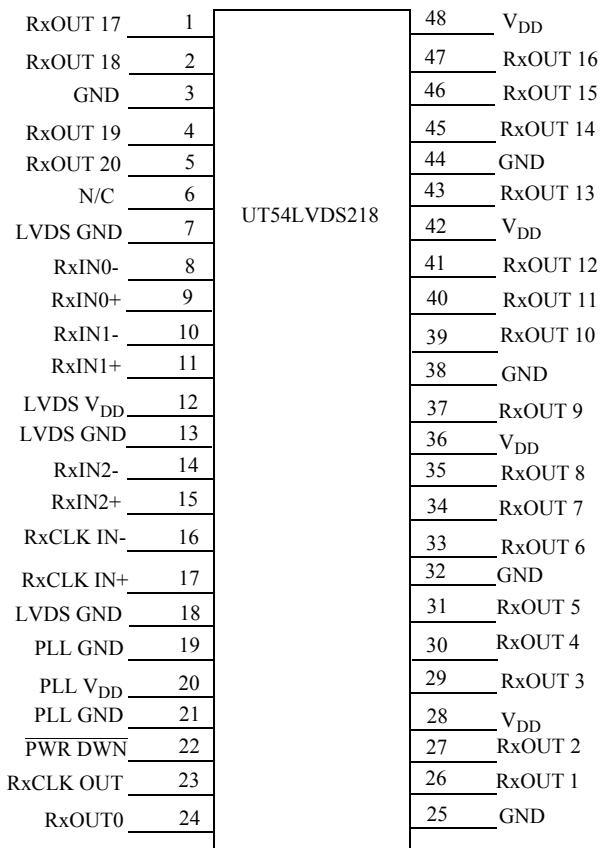 RxOUT 17 1
RxOUT 18 2
GND 3
RxOUT 19 4
RxOUT 20 5
N/C 6
LVDS GND 7
RxIN0- 8
RxIN0+ 9
RxIN1- 10
RxIN1+ 11
LVDS VDD 12
LVDS GND 13
RxIN2- 14
RxIN2+ 15
RxCLK IN- 16
RxCLK IN+ 17
LVDS GND 18
PLL GND 19
PLL VDD 20
PLL GND 21
PWR DWN 22
RxCLK OUT 23
RxOUT0 24
UT54LVDS218
48 VDD
47 RxOUT 16
46 RxOUT 15
45 RxOUT 14
44 GND
43 RxOUT 13
42 VDD
41 RxOUT 12
40 RxOUT 11
39 RxOUT 10
38 GND
37 RxOUT 9
36 VDD
35 RxOUT 8
34 RxOUT 7
33 RxOUT 6
32 GND
31 RxOUT 5
30 RxOUT 4
29 RxOUT 3
28 VDD
27 RxOUT 2
26 RxOUT 1
25 GND